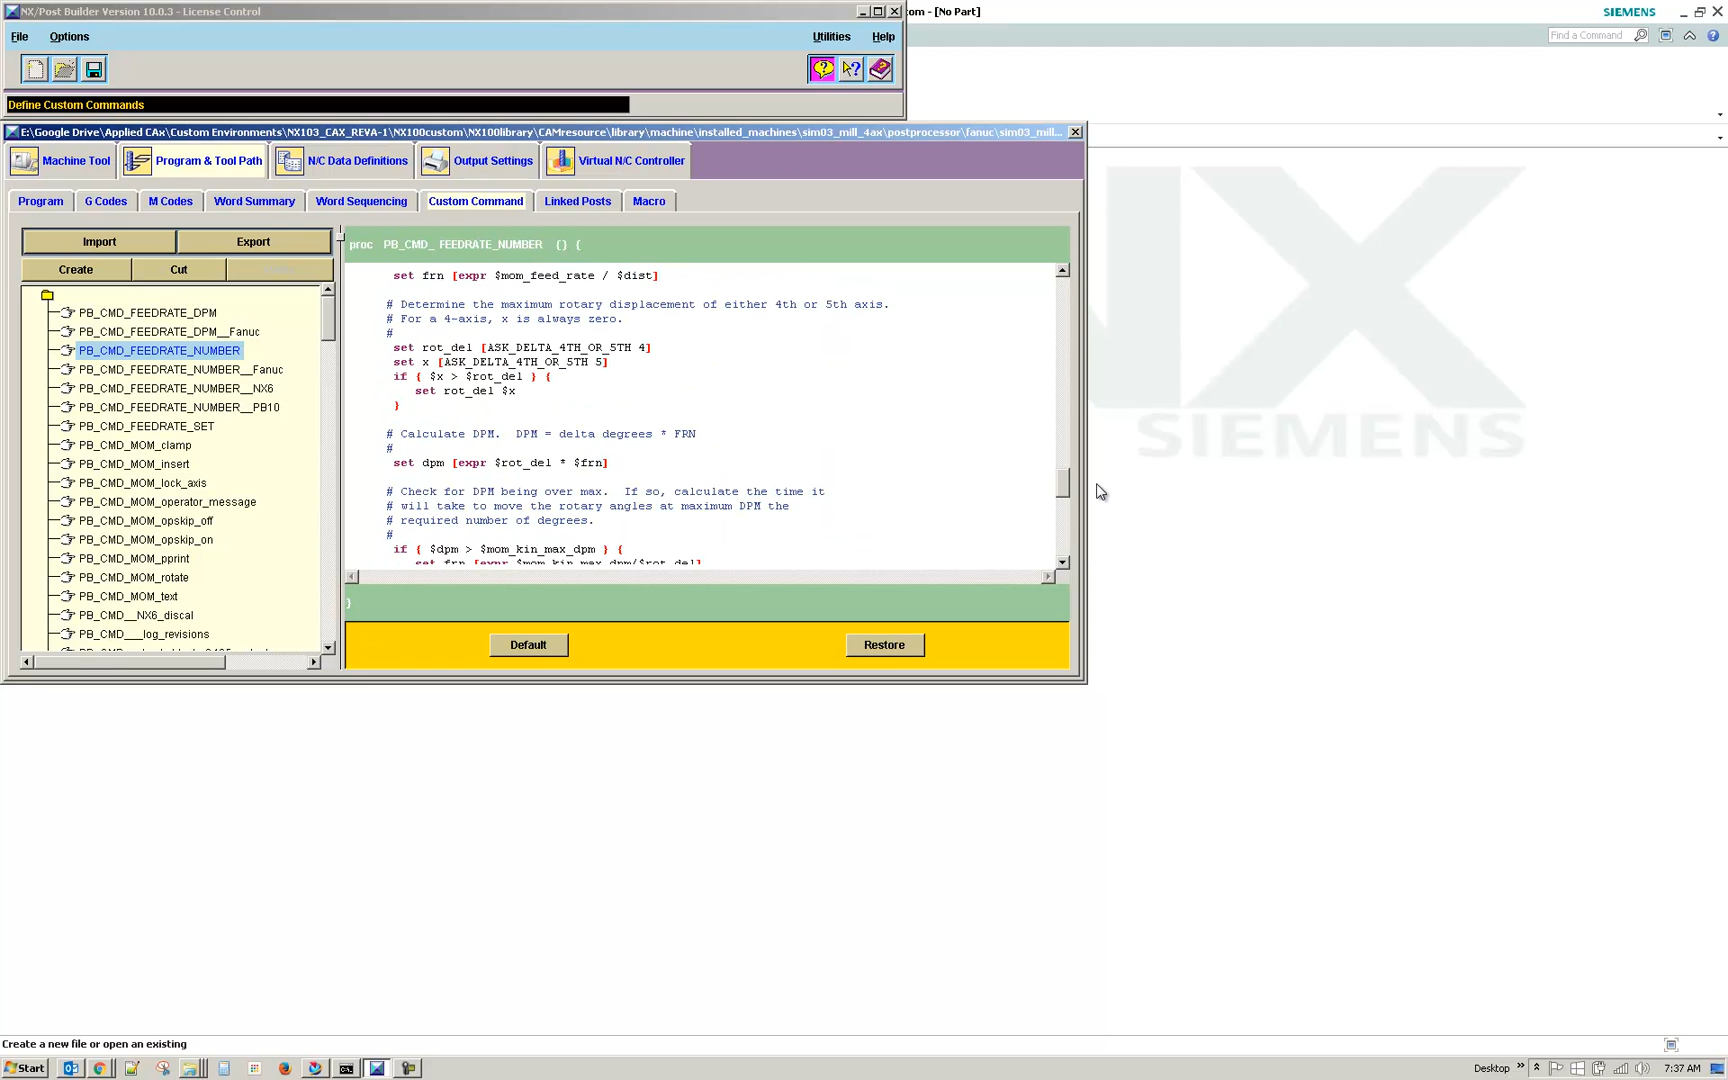 NX/Post Builder Version 10.0.3 - License Control
om - [No Part]
SIEMENS
File Options Utilities Help
Find a Command
Define Custom Commands
E:\Google Drive\Applied CAx\Custom Environments\NX103_CAX_REVA-1\NX100custom\NX100library\CAMresource\library\machine\installed_machines\sim03_mill_4ax\postprocessor\fanuc\sim03_mill...
Machine Tool Program & Tool Path N/C Data Definitions Output Settings Virtual N/C Controller
Program G Codes M Codes Word Summary Word Sequencing Custom Command Linked Posts Macro
Import Export
Create Cut
PB_CMD_FEEDRATE_DPM
PB_CMD_FEEDRATE_DPM__Fanuc
PB_CMD_FEEDRATE_NUMBER
PB_CMD_FEEDRATE_NUMBER__Fanuc
PB_CMD_FEEDRATE_NUMBER__NX6
PB_CMD_FEEDRATE_NUMBER__PB10
PB_CMD_FEEDRATE_SET
PB_CMD_MOM_clamp
PB_CMD_MOM_insert
PB_CMD_MOM_lock_axis
PB_CMD_MOM_operator_message
PB_CMD_MOM_opskip_off
PB_CMD_MOM_opskip_on
PB_CMD_MOM_pprint
PB_CMD_MOM_rotate
PB_CMD_MOM_text
PB_CMD__NX6_discal
PB_CMD___log_revisions
proc PB_CMD_ FEEDRATE_NUMBER () {
set frn [expr $mom_feed_rate / $dist]
# Determine the maximum rotary displacement of either 4th or 5th axis.
# For a 4-axis, x is always zero.
#
set rot_del [ASK_DELTA_4TH_OR_5TH 4]
set x [ASK_DELTA_4TH_OR_5TH 5]
if { $x > $rot_del } {
set rot_del $x
}
# Calculate DPM. DPM = delta degrees * FRN
#
set dpm [expr $rot_del * $frn]
# Check for DPM being over max. If so, calculate the time it
# will take to move the rotary angles at maximum DPM the
# required number of degrees.
#
if { $dpm > $mom_kin_max_dpm } {
set frn [expr $mom_kin_max_dpm/$rot_del]
}
Default Restore
NX
SIEMENS
Create a new file or open an existing
Start
Desktop » 7:37 AM